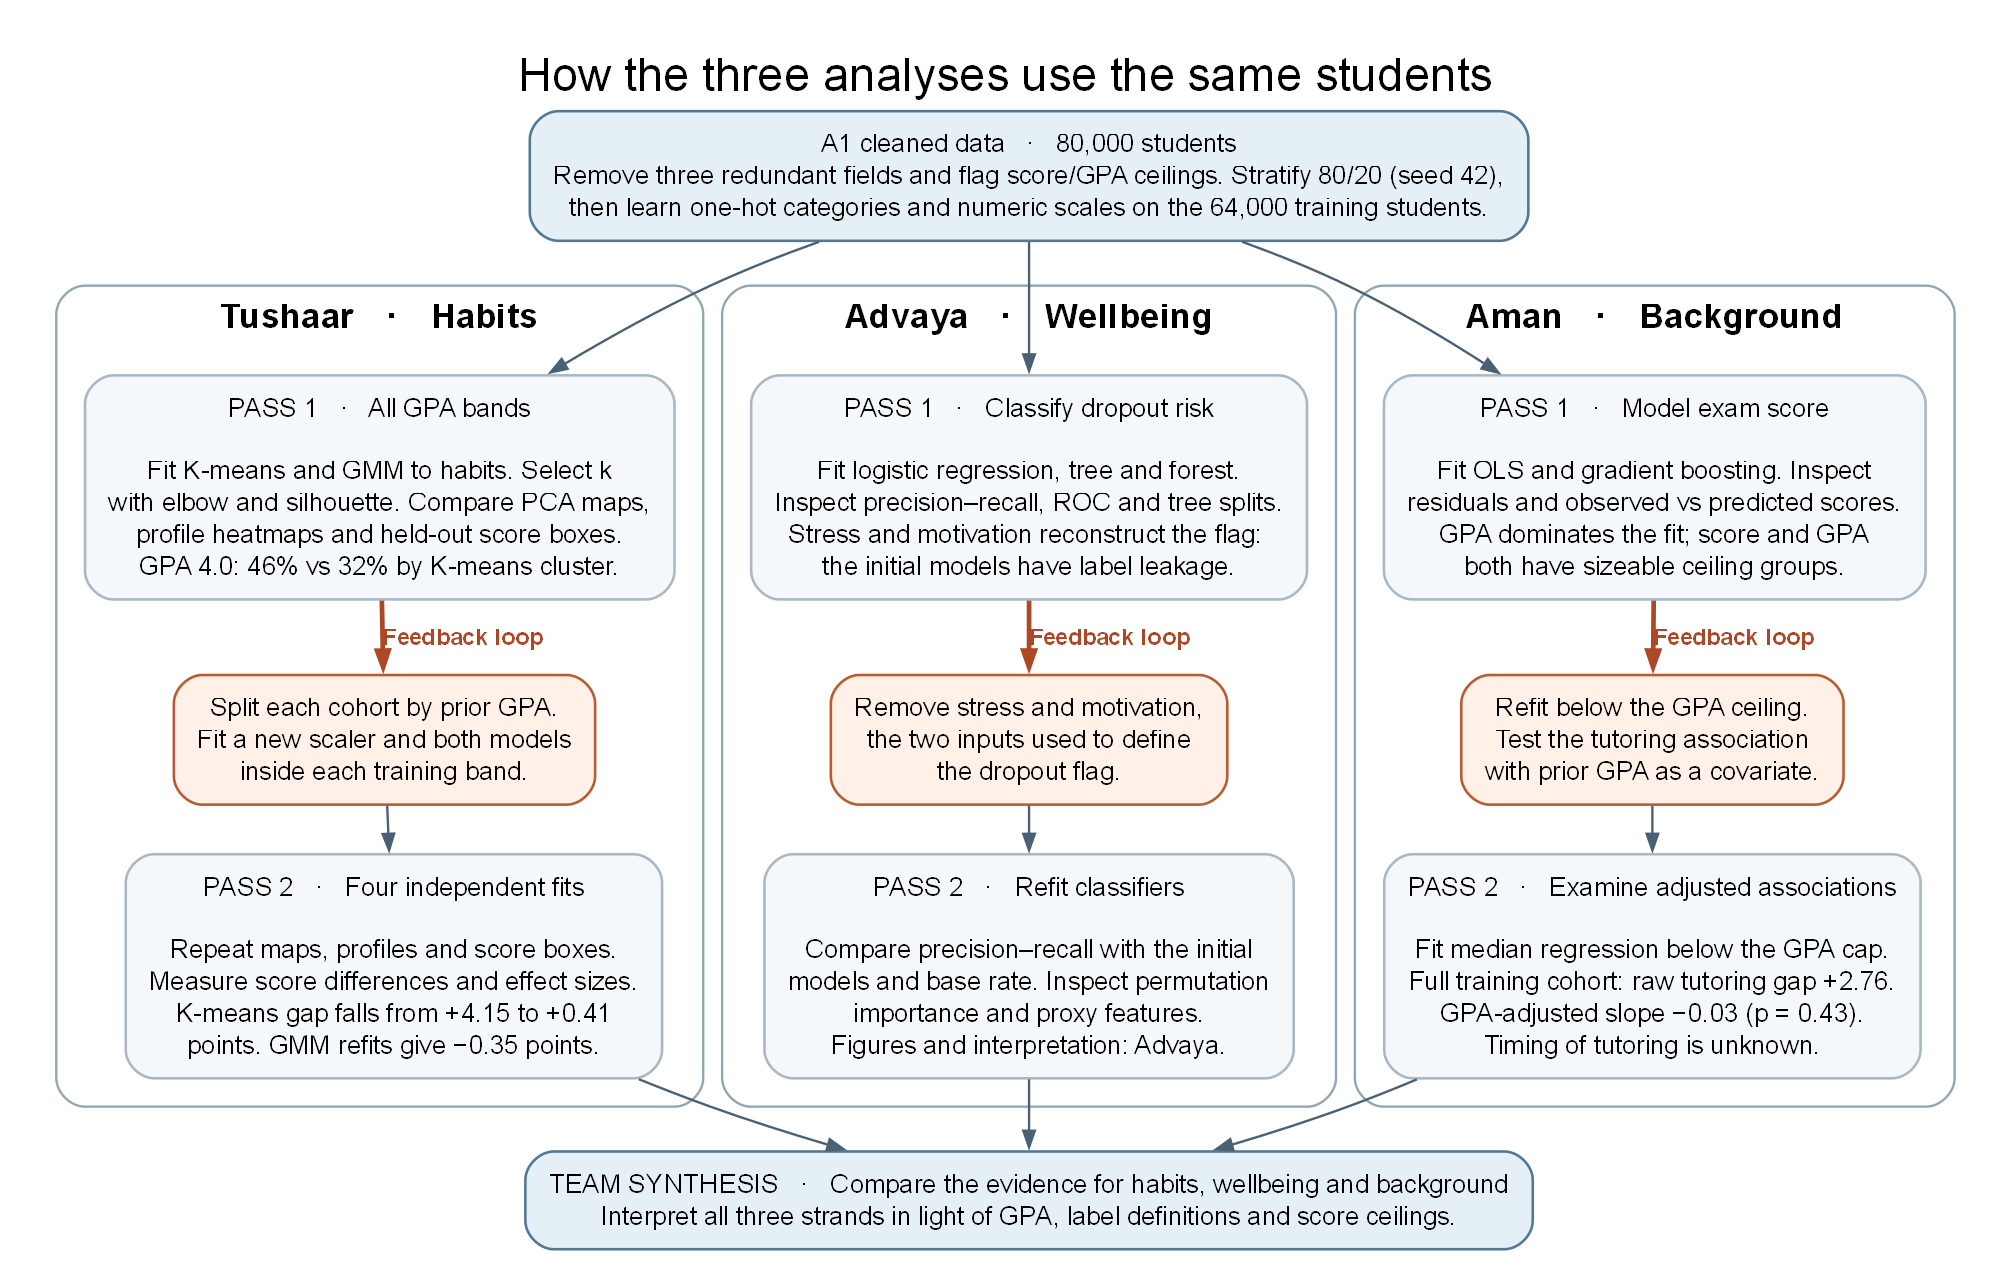 How the three analyses use the same students
A1 cleaned data · 80,000 students
Remove three redundant fields and flag score/GPA ceilings. Stratify 80/20 (seed 42),
then learn one-hot categories and numeric scales on the 64,000 training students.
Tushaar · Habits
PASS 1 · All GPA bands
Fit K-means and GMM to habits. Select k
with elbow and silhouette. Compare PCA maps,
profile heatmaps and held-out score boxes.
GPA 4.0: 46% vs 32% by K-means cluster.
Feedback loop
Split each cohort by prior GPA.
Fit a new scaler and both models
inside each training band.
PASS 2 · Four independent fits
Repeat maps, profiles and score boxes.
Measure score differences and effect sizes.
K-means gap falls from +4.15 to +0.41
points. GMM refits give −0.35 points.
Advaya · Wellbeing
PASS 1 · Classify dropout risk
Fit logistic regression, tree and forest.
Inspect precision–recall, ROC and tree splits.
Stress and motivation reconstruct the flag:
the initial models have label leakage.
Feedback loop
Remove stress and motivation,
the two inputs used to define
the dropout flag.
PASS 2 · Refit classifiers
Compare precision–recall with the initial
models and base rate. Inspect permutation
importance and proxy features.
Figures and interpretation: Advaya.
Aman · Background
PASS 1 · Model exam score
Fit OLS and gradient boosting. Inspect
residuals and observed vs predicted scores.
GPA dominates the fit; score and GPA
both have sizeable ceiling groups.
Feedback loop
Refit below the GPA ceiling.
Test the tutoring association
with prior GPA as a covariate.
PASS 2 · Examine adjusted associations
Fit median regression below the GPA cap.
Full training cohort: raw tutoring gap +2.76.
GPA-adjusted slope −0.03 (p = 0.43).
Timing of tutoring is unknown.
TEAM SYNTHESIS · Compare the evidence for habits, wellbeing and background
Interpret all three strands in light of GPA, label definitions and score ceilings.